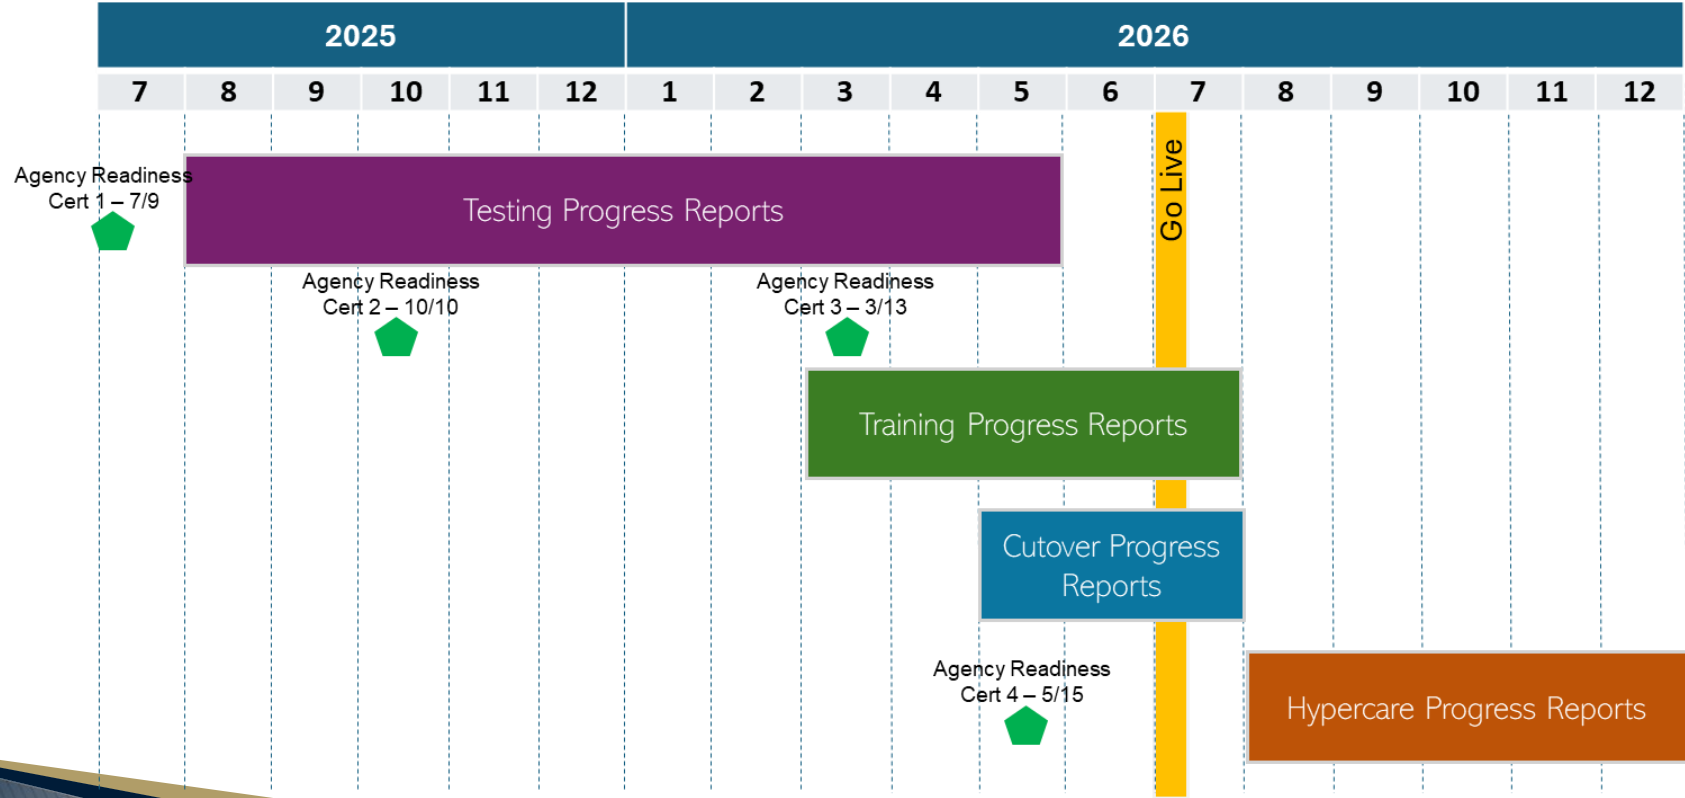 2025
2026
7 8 9 10 11 12 1 2 3 4 5 6 7 8 9 10 11 12
Agency Readiness
Cert 1 – 7/9
Testing Progress Reports
Go Live
Agency Readiness
Cert 2 – 10/10
Agency Readiness
Cert 3 – 3/13
Training Progress Reports
Cutover Progress
Reports
Agency Readiness
Cert 4 – 5/15
Hypercare Progress Reports